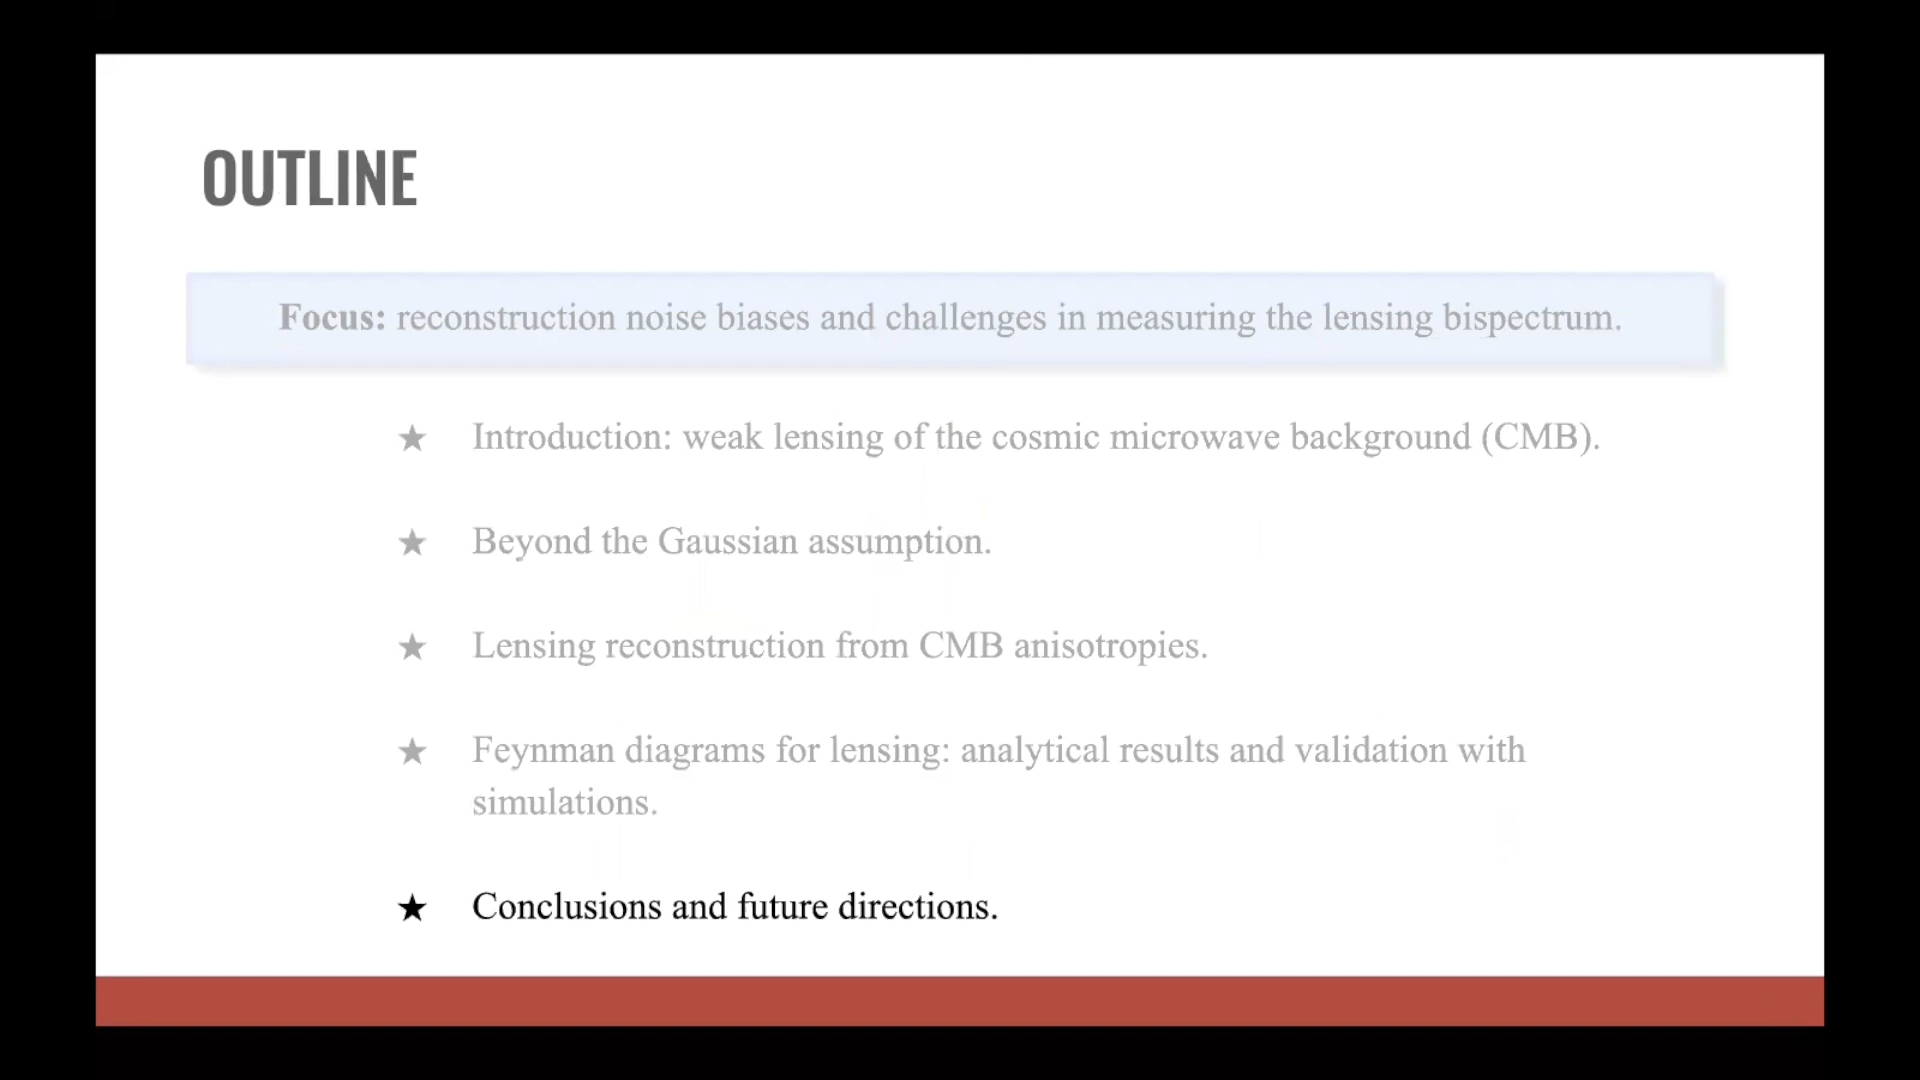 OUTLINE
Focus: reconstruction noise biases and challenges in measuring the lensing bispectrum.
★ Introduction: weak lensing of the cosmic microwave background (CMB).
★ Beyond the Gaussian assumption.
★ Lensing reconstruction from CMB anisotropies.
★ Feynman diagrams for lensing: analytical results and validation with
simulations.
★ Conclusions and future directions.